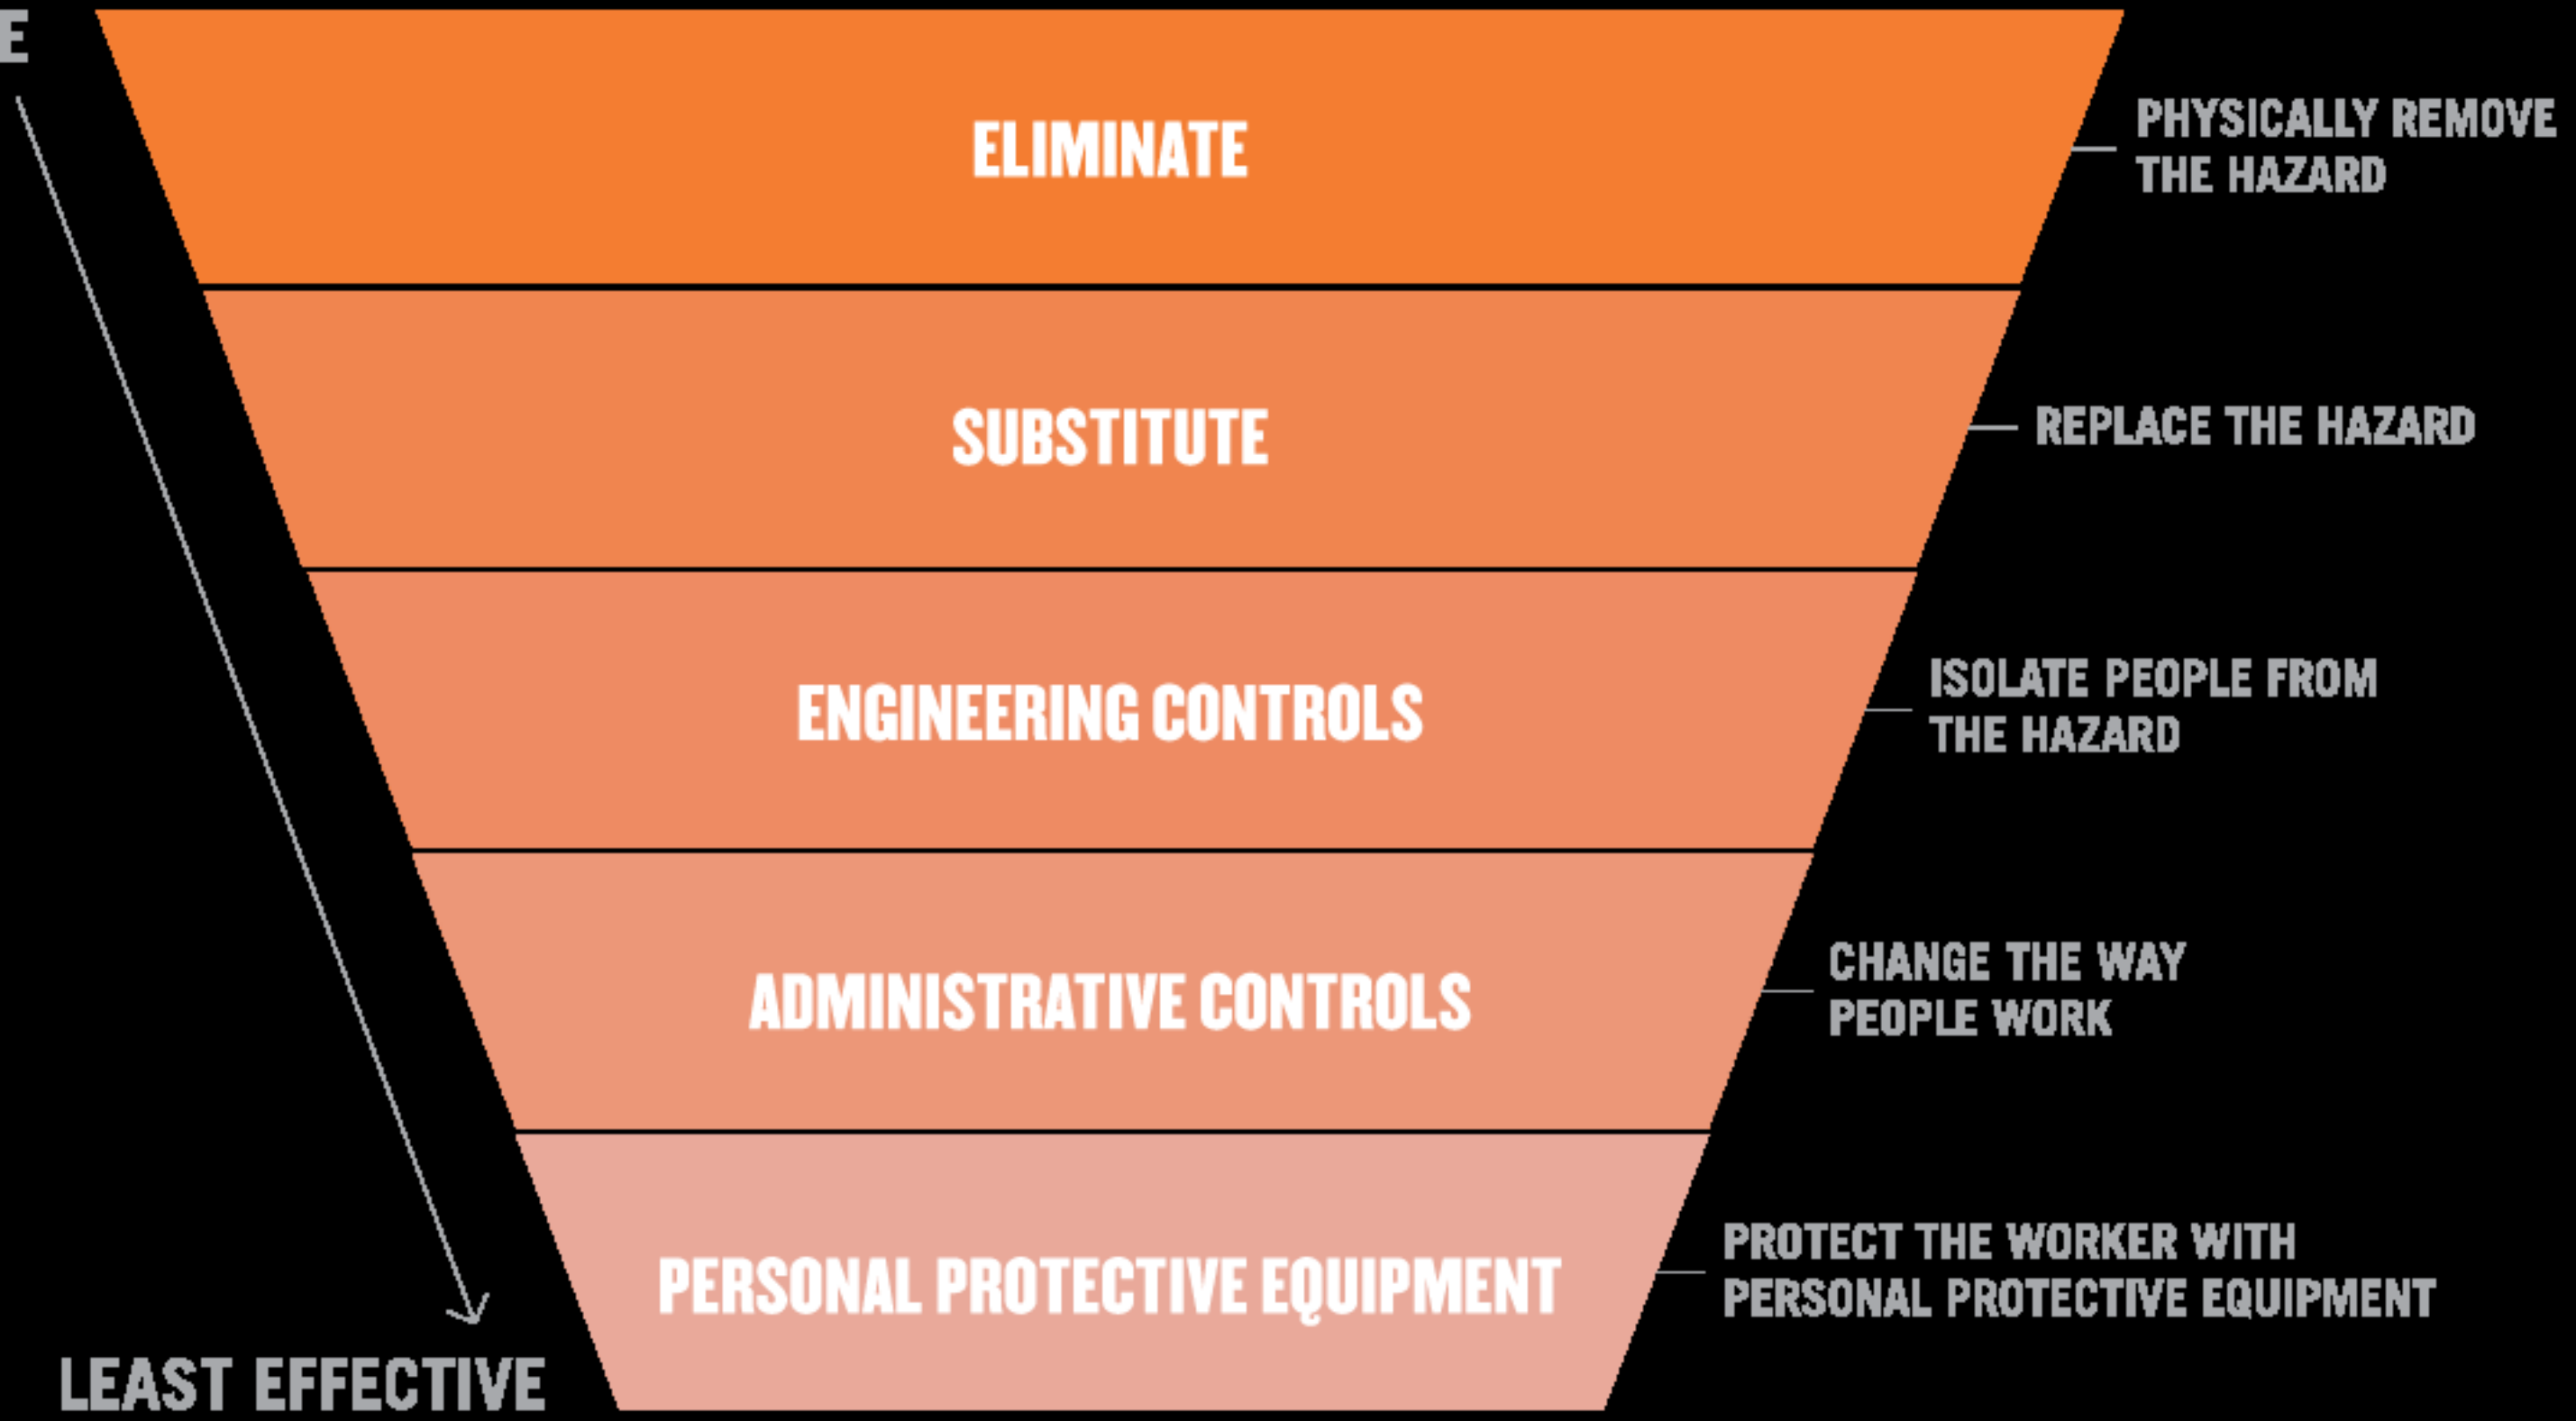 E
ELIMINATE
PHYSICALLY REMOVE
THE HAZARD
SUBSTITUTE
REPLACE THE HAZARD
ENGINEERING CONTROLS
ISOLATE PEOPLE FROM
THE HAZARD
ADMINISTRATIVE CONTROLS
CHANGE THE WAY
PEOPLE WORK
PERSONAL PROTECTIVE EQUIPMENT
PROTECT THE WORKER WITH
PERSONAL PROTECTIVE EQUIPMENT
LEAST EFFECTIVE